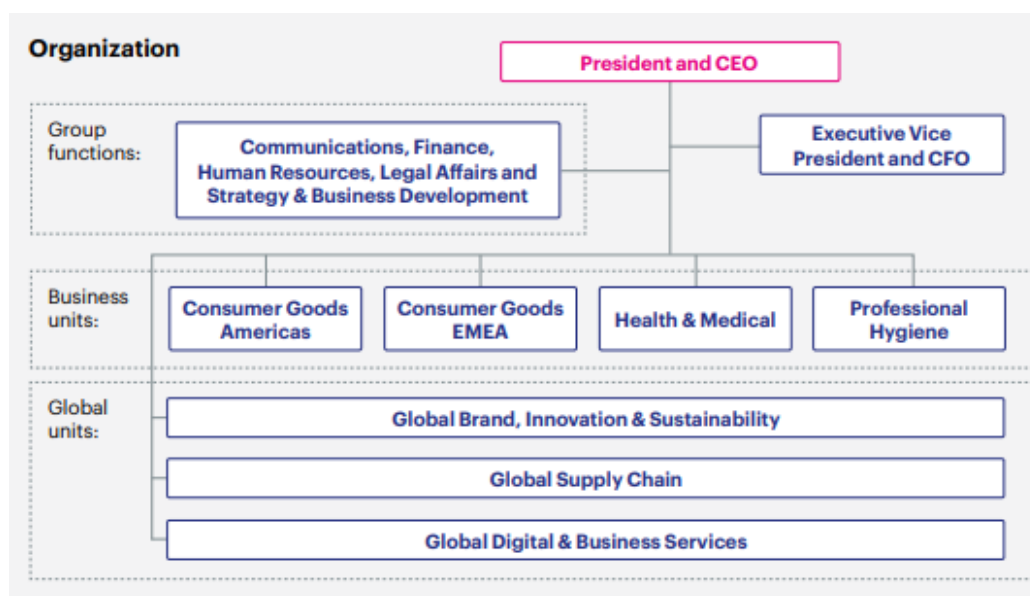 Organization
President and CEO
Group
functions:
Communications, Finance,
Human Resources, Legal Affairs and
Strategy & Business Development
Executive Vice
President and CFO
Business
units:
Consumer Goods
Americas
Consumer Goods
EMEA
Health & Medical
Professional
Hygiene
Global
units:
Global Brand, Innovation & Sustainability
Global Supply Chain
Global Digital & Business Services